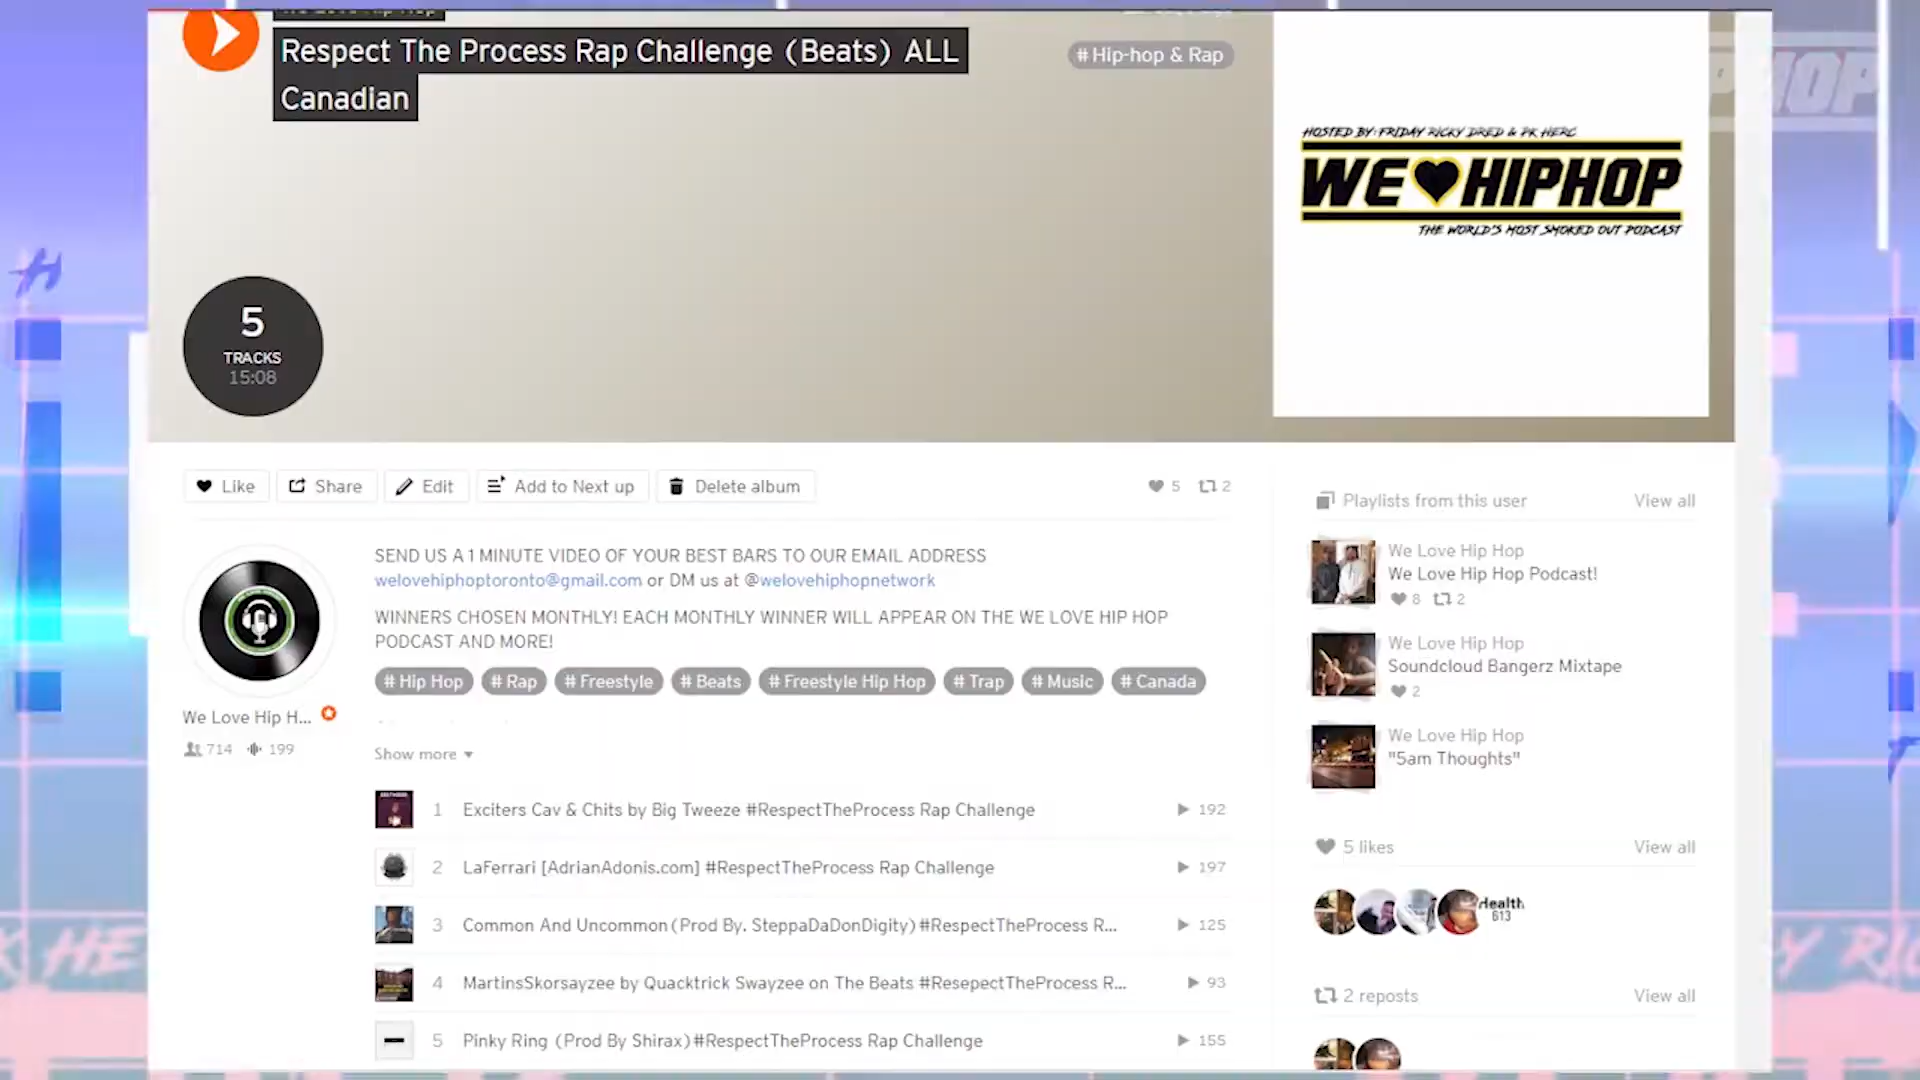 Respect The Process Rap Challenge (Beats) ALL
Canadian
# Hip-hop & Rap
HOSTED BY: FRIDAY RICKY DRED & PK HERC
WE HIPHOP
THE WORLD'S MOST SMOKED OUT PODCAST
HOP
5
TRACKS
15:08
Like
Share
Edit
Add to Next up
Delete album
5
2
SEND US A 1 MINUTE VIDEO OF YOUR BEST BARS TO OUR EMAIL ADDRESS
welovehiphoptoronto@gmail.com or DM us at @welovehiphopnetwork
WINNERS CHOSEN MONTHLY! EACH MONTHLY WINNER WILL APPEAR ON THE WE LOVE HIP HOP
PODCAST AND MORE!
# Hip Hop # Rap # Freestyle # Beats # Freestyle Hip Hop # Trap # Music # Canada
We Love Hip H...
714 199
Show more
1 Exciters Cav & Chits by Big Tweeze #RespectTheProcess Rap Challenge 192
2 LaFerrari [AdrianAdonis.com] #RespectTheProcess Rap Challenge 197
3 Common And Uncommon (Prod By. SteppaDaDonDigity) #RespectTheProcess R... 125
4 MartinsSkorsayzee by Quacktrick Swayzee on The Beats #ResepectTheProcess R... 93
5 Pinky Ring (Prod By Shirax) #RespectTheProcess Rap Challenge 155
Playlists from this user View all
We Love Hip Hop
We Love Hip Hop Podcast!
8 2
We Love Hip Hop
Soundcloud Bangerz Mixtape
2
We Love Hip Hop
"5am Thoughts"
5 likes View all
Health
613
2 reposts View all
K HE
Y RIC